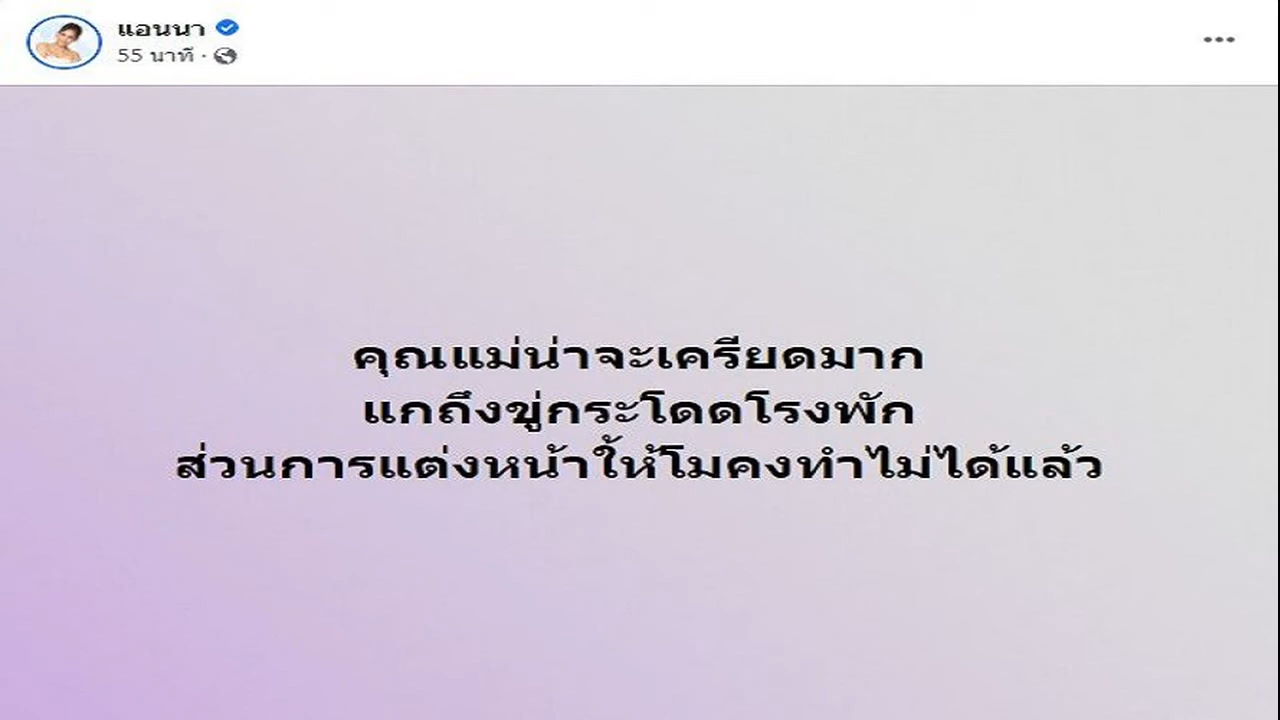 แอนนา
55 นาที ·
คุณแม่น่าจะเครียดมาก
แกถึงขู่กระโดดโรงพัก
ส่วนการแต่งหน้าให้โมคงทำไม่ได้แล้ว